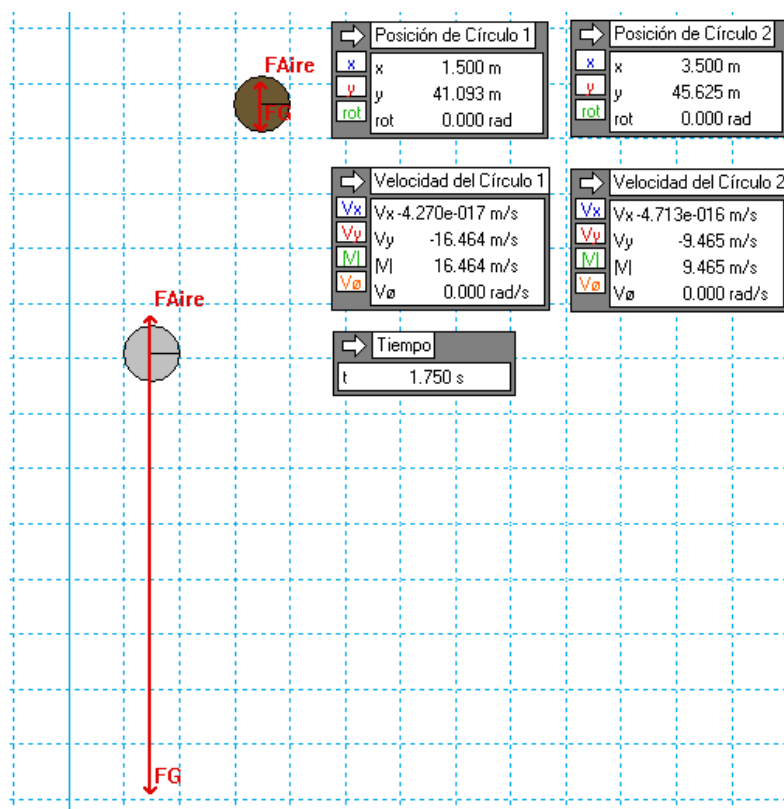 Posición de Círculo 1
x
x 1.500 m
y
y 41.093 m
rot
rot 0.000 rad
Posición de Círculo 2
x
x 3.500 m
y
y 45.625 m
rot
rot 0.000 rad
FAire
FG
Velocidad del Círculo 1
Vx
Vx -4.270e-017 m/s
Vy
Vy -16.464 m/s
|V|
|V| 16.464 m/s
Vø
Vø 0.000 rad/s
Velocidad del Círculo 2
Vx
Vx -4.713e-016 m/s
Vy
Vy -9.465 m/s
|V|
|V| 9.465 m/s
Vø
Vø 0.000 rad/s
FAire
Tiempo
t 1.750 s
FG